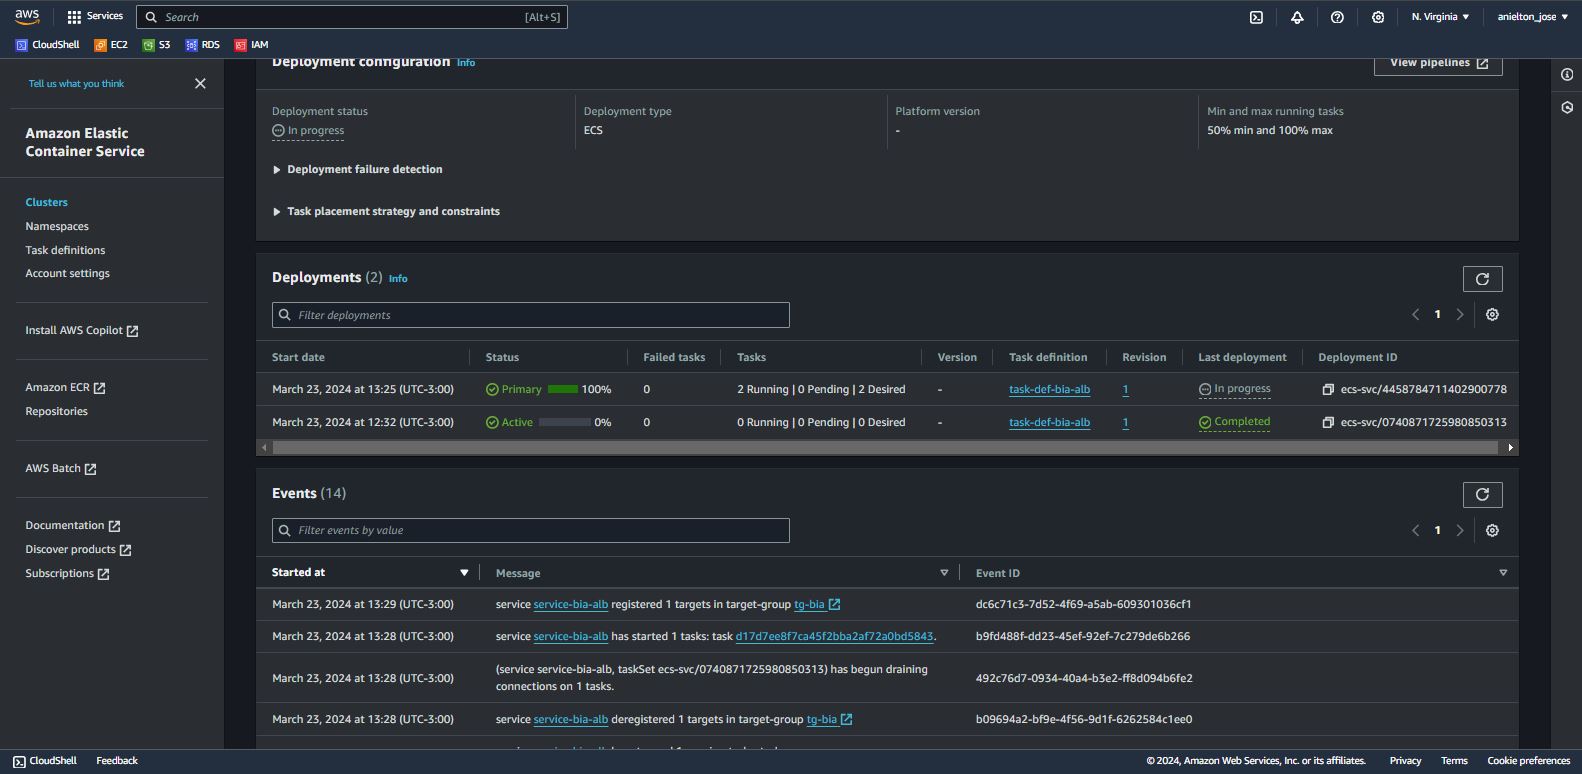 aws
Services
Search
[Alt+S]
N. Virginia
anielton_jose
CloudShell
EC2
S3
RDS
IAM
Tell us what you think
Amazon Elastic
Container Service
Clusters
Namespaces
Task definitions
Account settings
Install AWS Copilot
Amazon ECR
Repositories
AWS Batch
Documentation
Discover products
Subscriptions
Deployment configuration Info
View pipelines
Deployment status
In progress
Deployment type
ECS
Platform version
-
Min and max running tasks
50% min and 100% max
Deployment failure detection
Task placement strategy and constraints
Deployments (2) Info
Filter deployments
1
Start date Status Failed tasks Tasks Version Task definition Revision Last deployment Deployment ID
March 23, 2024 at 13:25 (UTC-3:00) Primary 100% 0 2 Running | 0 Pending | 2 Desired - task-def-bia-alb 1 In progress ecs-svc/4458784711402900778
March 23, 2024 at 12:32 (UTC-3:00) Active 0% 0 0 Running | 0 Pending | 0 Desired - task-def-bia-alb 1 Completed ecs-svc/0740871725980850313
Events (14)
Filter events by value
1
Started at Message Event ID
March 23, 2024 at 13:29 (UTC-3:00) service service-bia-alb registered 1 targets in target-group tg-bia dc6c71c3-7d52-4f69-a5ab-609301036cf1
March 23, 2024 at 13:28 (UTC-3:00) service service-bia-alb has started 1 tasks: task d17d7ee8f7ca45f2bba2af72a0bd5843. b9fd488f-dd23-45ef-92ef-7c279de6b266
March 23, 2024 at 13:28 (UTC-3:00) (service service-bia-alb, taskSet ecs-svc/0740871725980850313) has begun draining
connections on 1 tasks. 492c76d7-0934-40a4-b3e2-ff8d094b6fe2
March 23, 2024 at 13:28 (UTC-3:00) service service-bia-alb deregistered 1 targets in target-group tg-bia b09694a2-bf9e-4f56-9d1f-6262584c1ee0
CloudShell
Feedback
© 2024, Amazon Web Services, Inc. or its affiliates.
Privacy
Terms
Cookie preferences